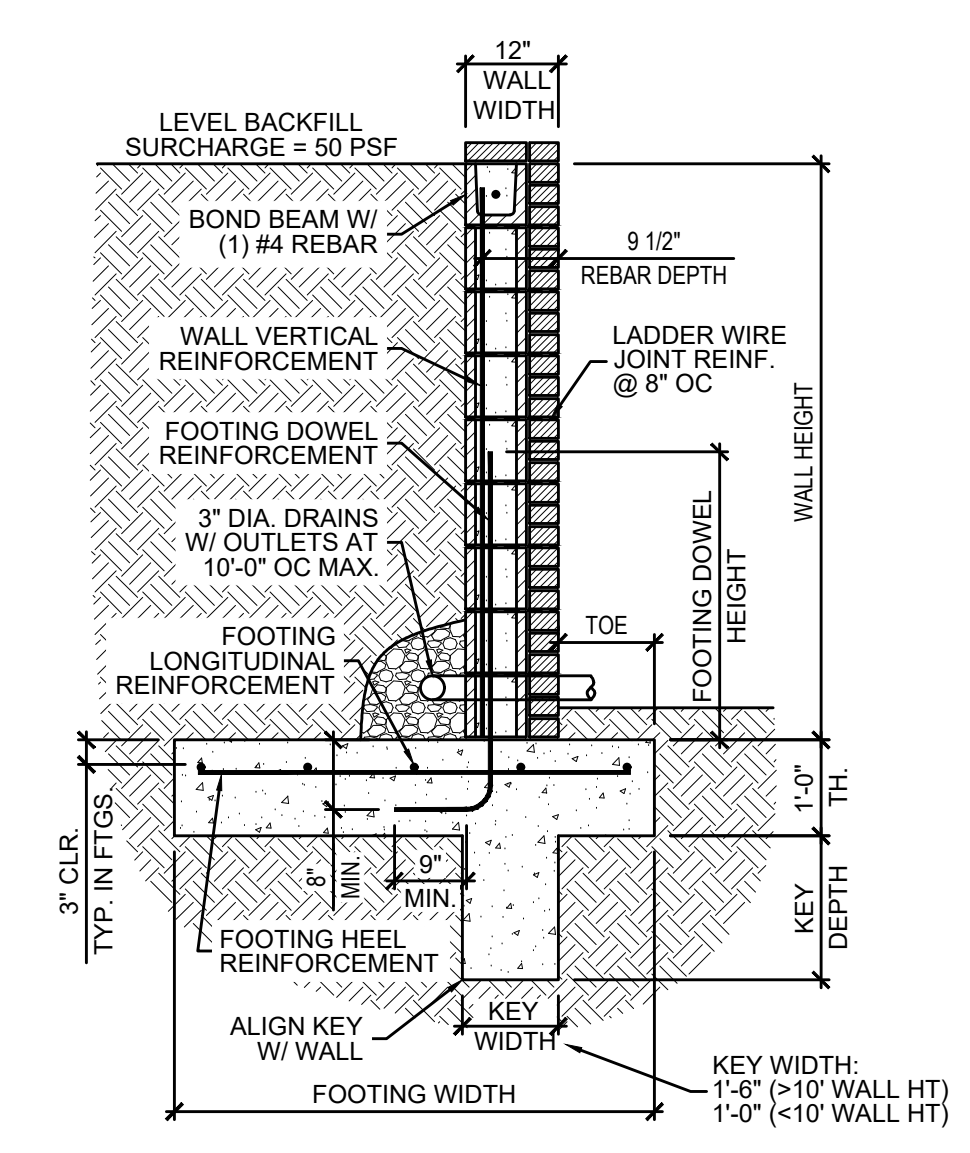 12"
WALL
WIDTH
LEVEL BACKFILL
SURCHARGE = 50 PSF
BOND BEAM W/
(1) #4 REBAR
9 1/2"
REBAR DEPTH
WALL VERTICAL
REINFORCEMENT
LADDER WIRE
JOINT REINF.
@ 8" OC
FOOTING DOWEL
REINFORCEMENT
WALL HEIGHT
3" DIA. DRAINS
W/ OUTLETS AT
10'-0" OC MAX.
FOOTING DOWEL
HEIGHT
TOE
FOOTING
LONGITUDINAL
REINFORCEMENT
1'-0"
TH.
3" CLR.
TYP. IN FTGS.
8"
MIN.
9"
MIN.
KEY
DEPTH
FOOTING HEEL
REINFORCEMENT
ALIGN KEY
W/ WALL
KEY
WIDTH
FOOTING WIDTH
KEY WIDTH:
1'-6" (>10' WALL HT)
1'-0" (<10' WALL HT)